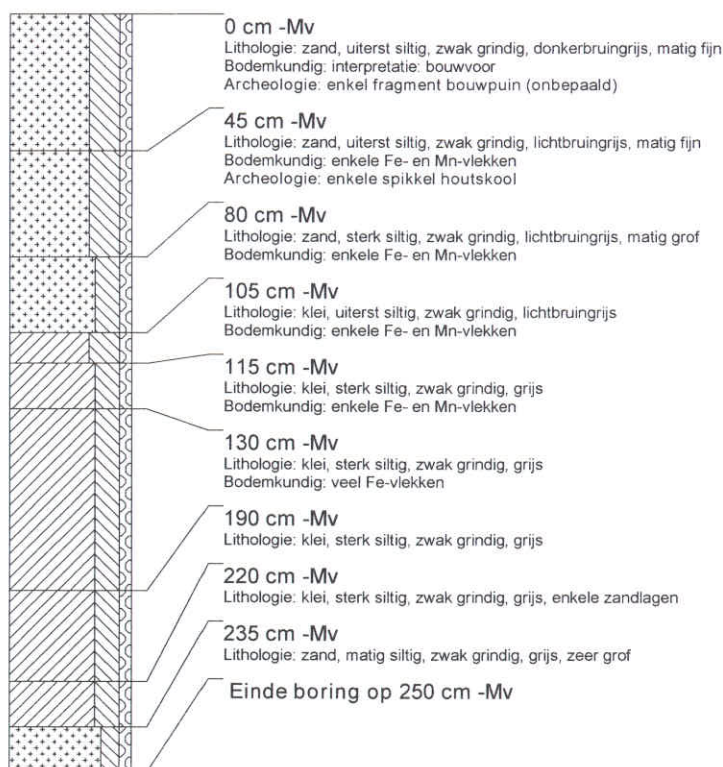 0 cm -Mv
Lithologie: zand, uiterst siltig, zwak grindig, donkerbruingrijs, matig fijn
Bodemkundig: interpretatie: bouwvoor
Archeologie: enkel fragment bouwpuin (onbepaald)
45 cm -Mv
Lithologie: zand, uiterst siltig, zwak grindig, lichtbruingrijs, matig fijn
Bodemkundig: enkele Fe- en Mn-vlekken
Archeologie: enkele spikkel houtskool
80 cm -Mv
Lithologie: zand, sterk siltig, zwak grindig, lichtbruingrijs, matig grof
Bodemkundig: enkele Fe- en Mn-vlekken
105 cm -Mv
Lithologie: klei, uiterst siltig, zwak grindig, lichtbruingrijs
Bodemkundig: enkele Fe- en Mn-vlekken
115 cm -Mv
Lithologie: klei, sterk siltig, zwak grindig, grijs
Bodemkundig: enkele Fe- en Mn-vlekken
130 cm -Mv
Lithologie: klei, sterk siltig, zwak grindig, grijs
Bodemkundig: veel Fe-vlekken
190 cm -Mv
Lithologie: klei, sterk siltig, zwak grindig, grijs
220 cm -Mv
Lithologie: klei, sterk siltig, zwak grindig, grijs, enkele zandlagen
235 cm -Mv
Lithologie: zand, matig siltig, zwak grindig, grijs, zeer grof
Einde boring op 250 cm -Mv